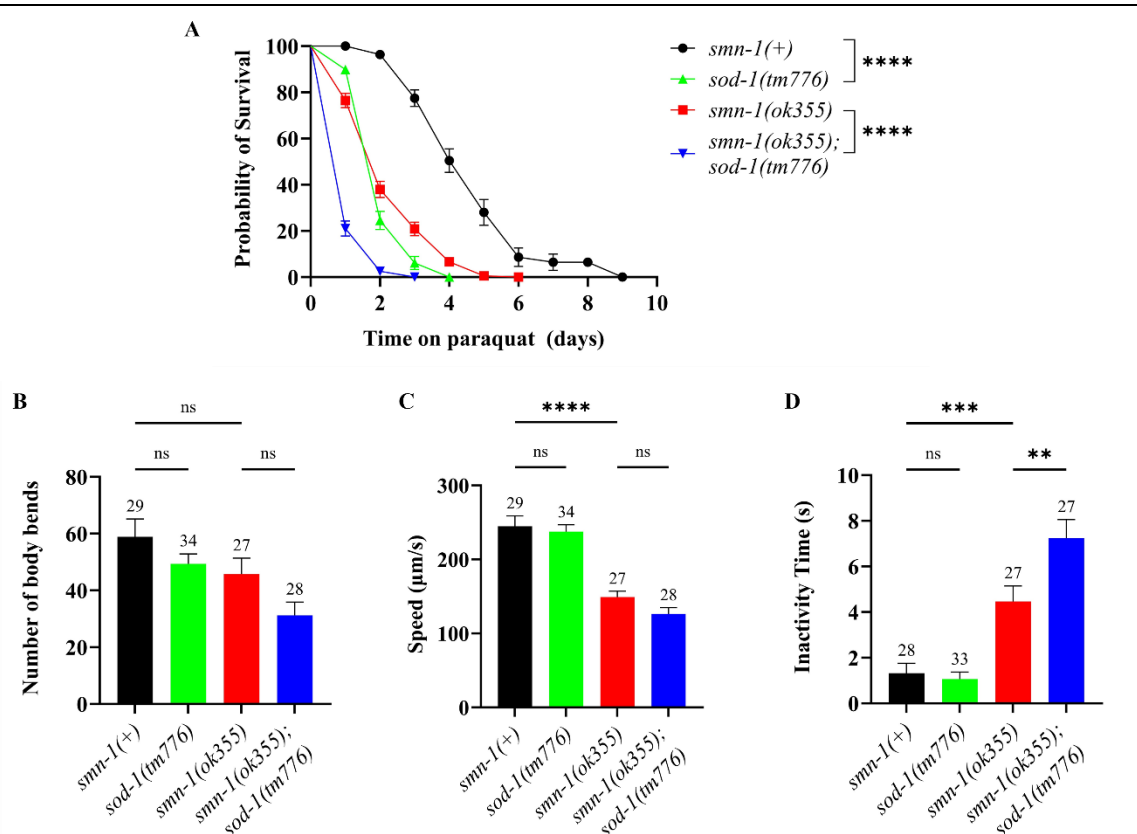 A
Probability of Survival
100
80
60
40
20
0
0 2 4 6 8 10
Time on paraquat (days)
smn-1(+)
sod-1(tm776)
****
smn-1(ok355)
smn-1(ok355);
sod-1(tm776)
****
B
ns
ns ns
Number of body bends
80
60
40
20
0
29
34
27
28
smn-1(+)
sod-1(tm776)
smn-1(ok355)
smn-1(ok355);
sod-1(tm776)
C
****
ns ns
Speed (µm/s)
300
200
100
0
29
34
27
28
smn-1(+)
sod-1(tm776)
smn-1(ok355)
smn-1(ok355);
sod-1(tm776)
D
***
ns **
Inactivity Time (s)
10
8
6
4
2
0
28
33
27
27
smn-1(+)
sod-1(tm776)
smn-1(ok355)
smn-1(ok355);
sod-1(tm776)